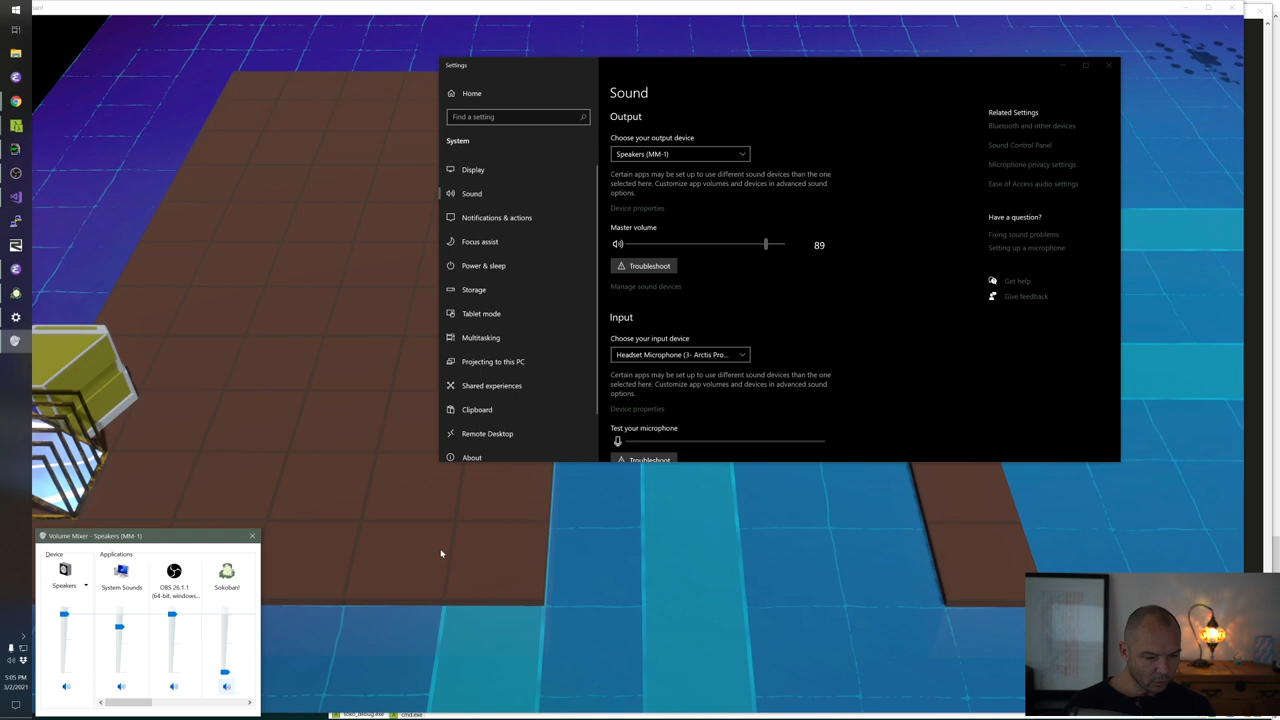 Settings
Home
Find a setting
System
Display
Sound
Notifications & actions
Focus assist
Power & sleep
Storage
Tablet mode
Multitasking
Projecting to this PC
Shared experiences
Clipboard
Remote Desktop
About
Sound
Output
Choose your output device
Speakers (MM-1)
Certain apps may be set up to use different sound devices than the one
selected here. Customize app volumes and devices in advanced sound
options.
Device properties
Master volume
89
Troubleshoot
Manage sound devices
Input
Choose your input device
Headset Microphone (3- Arctis Pro...
Certain apps may be set up to use different sound devices than the one
selected here. Customize app volumes and devices in advanced sound
options.
Device properties
Test your microphone
Troubleshoot
Related Settings
Bluetooth and other devices
Sound Control Panel
Microphone privacy settings
Ease of Access audio settings
Have a question?
Fixing sound problems
Setting up a microphone
Get help
Give feedback
Volume Mixer - Speakers (MM-1)
Device
Applications
Speakers
System Sounds
OBS 26.1.1
(64-bit, windows...
Sokoban!
5:05 PM
3/2/2021
soko_debug.exe
cmd.exe